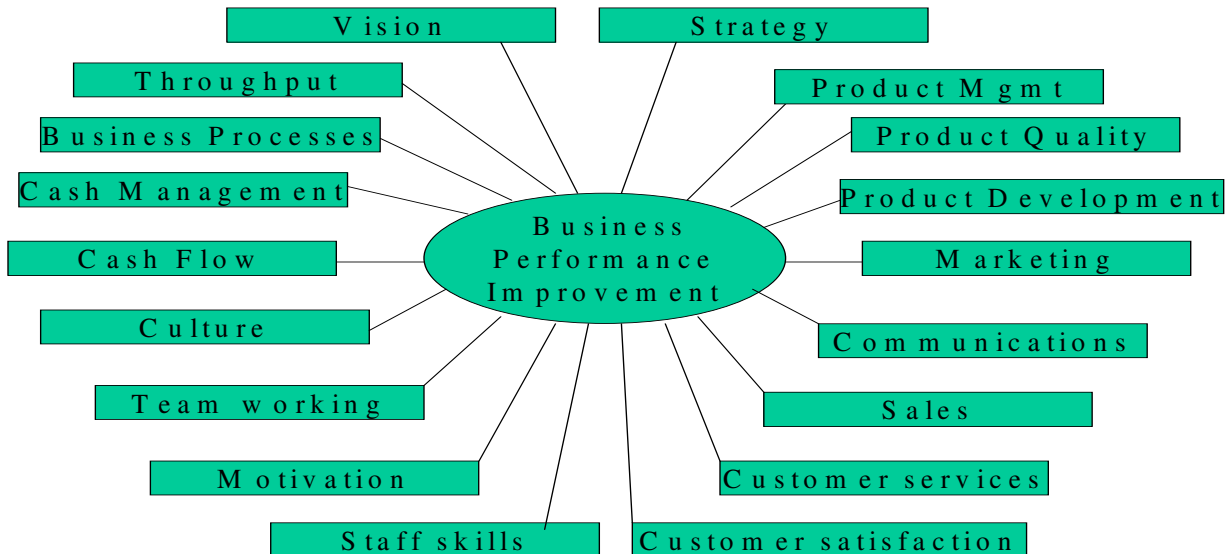 Vision
Strategy
Throughput
Product Mgmt
Business Processes
Product Quality
Cash Management
Product Development
Business
Performance
Improvement
Cash Flow
Marketing
Culture
Communications
Team working
Sales
Motivation
Customer services
Staff skills
Customer satisfaction